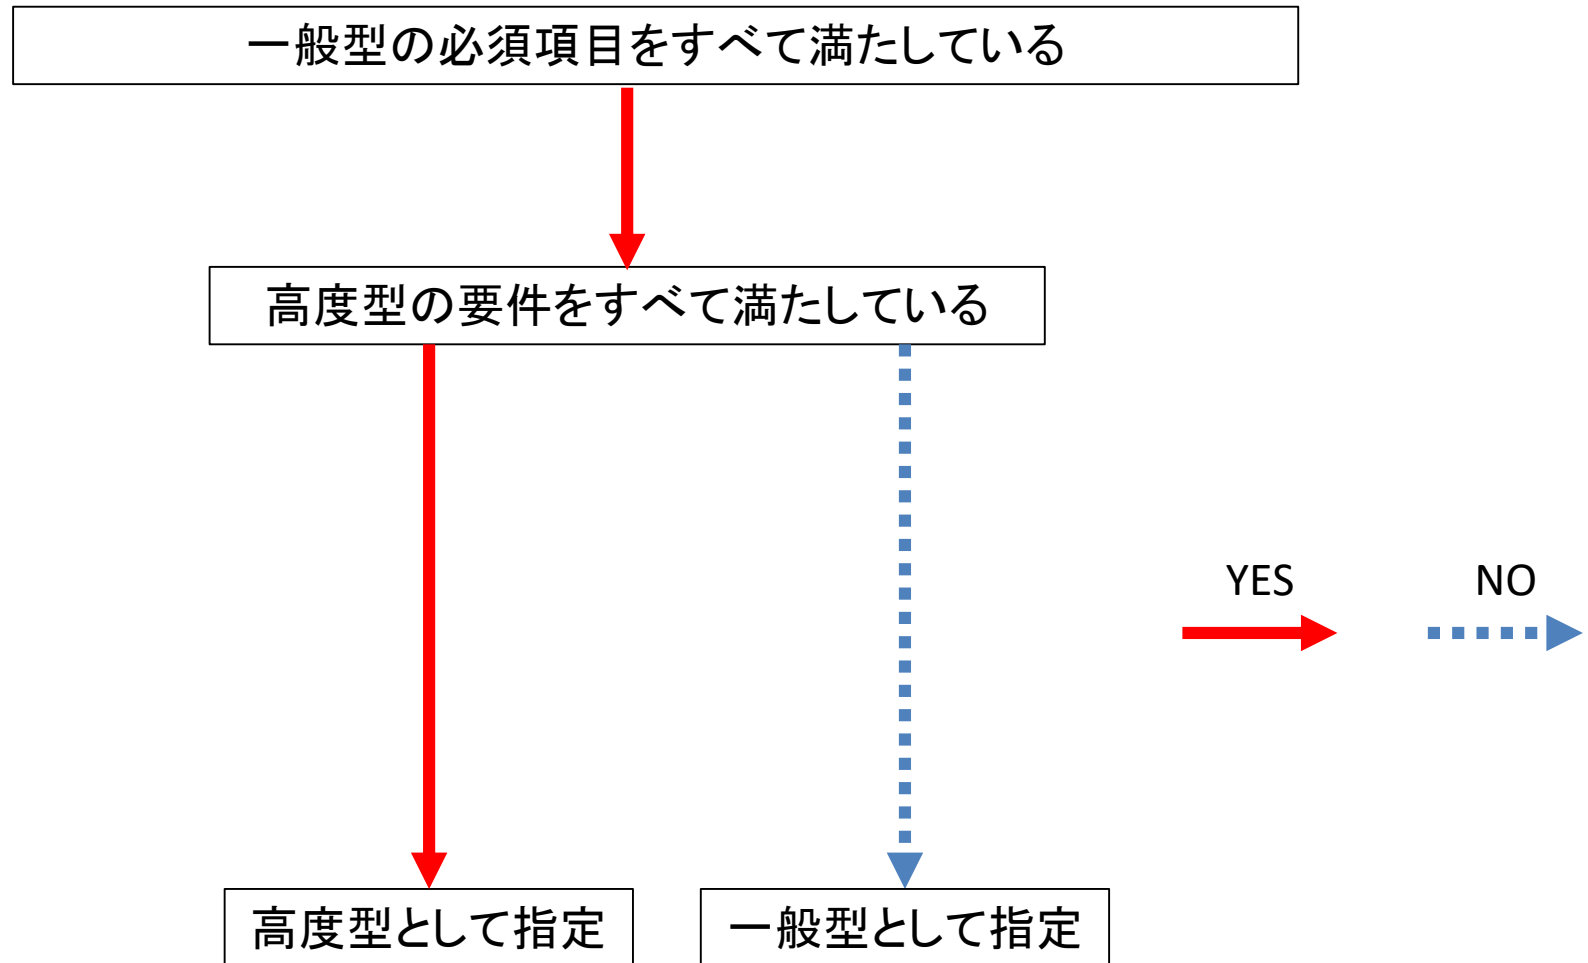 一般型の必須項目をすべて満たしている
高度型の要件をすべて満たしている
YES
NO
高度型として指定
一般型として指定